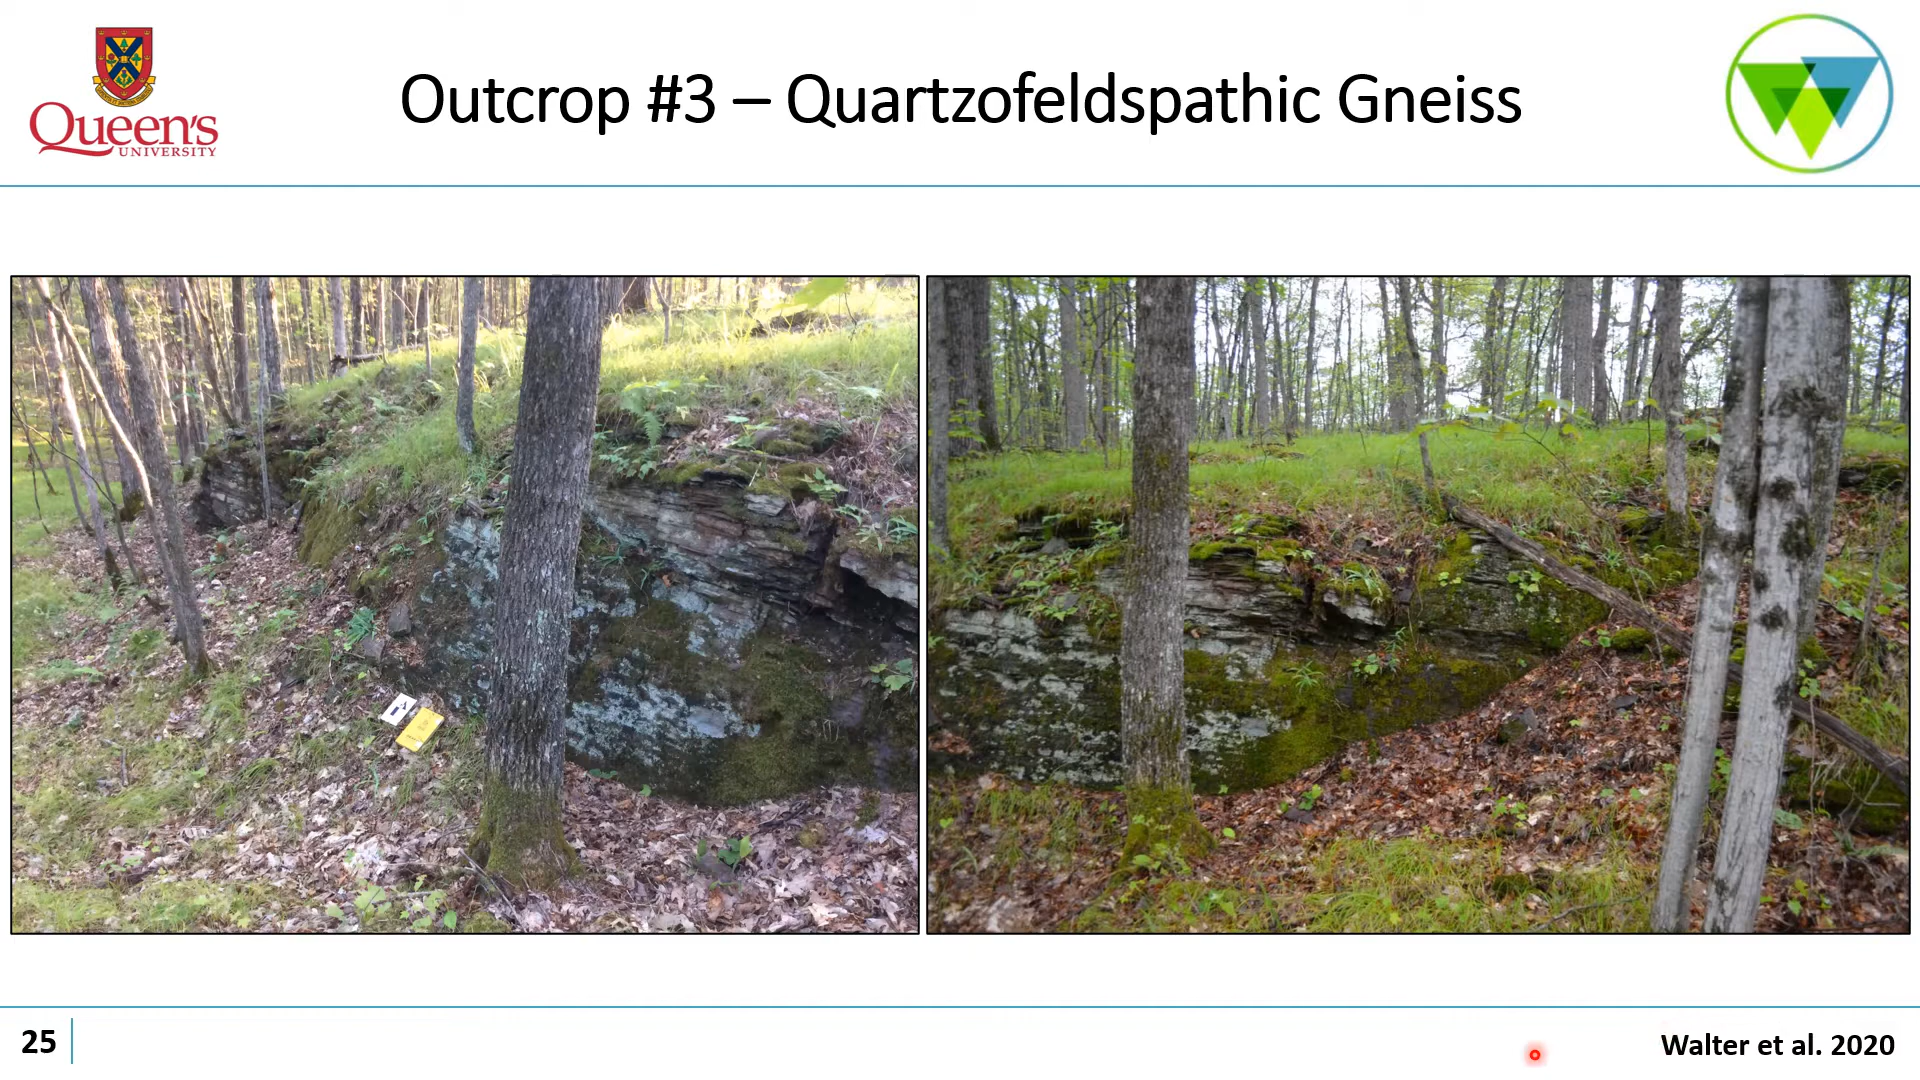 Queen's
UNIVERSITY
Outcrop #3 – Quartzofeldspathic Gneiss
25
Walter et al. 2020